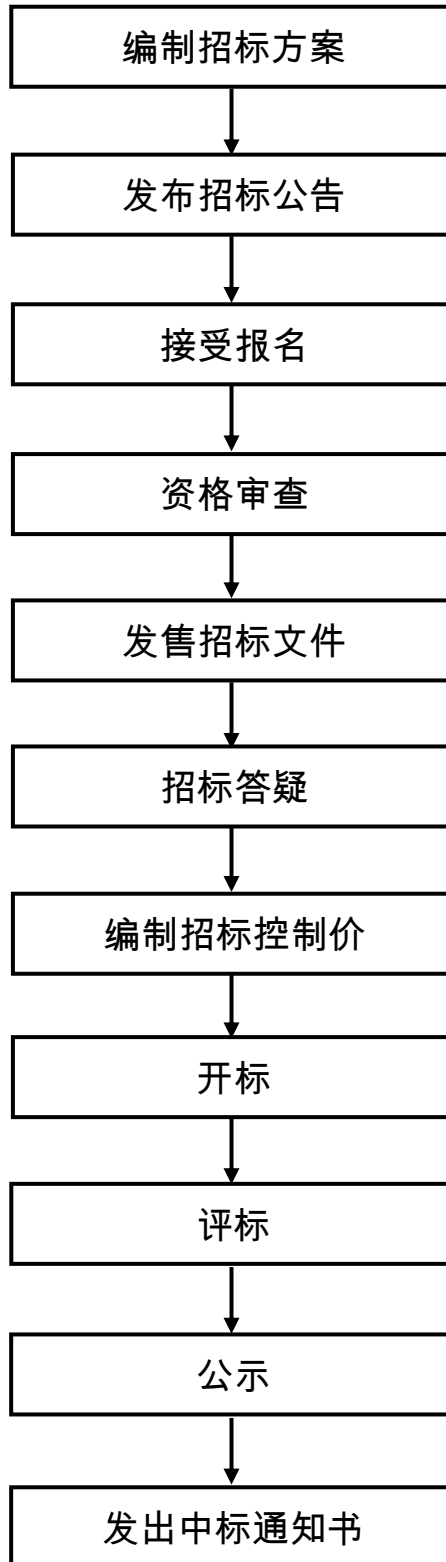 编制招标方案
发布招标公告
接受报名
资格审查
发售招标文件
招标答疑
编制招标控制价
开标
评标
公示
发出中标通知书